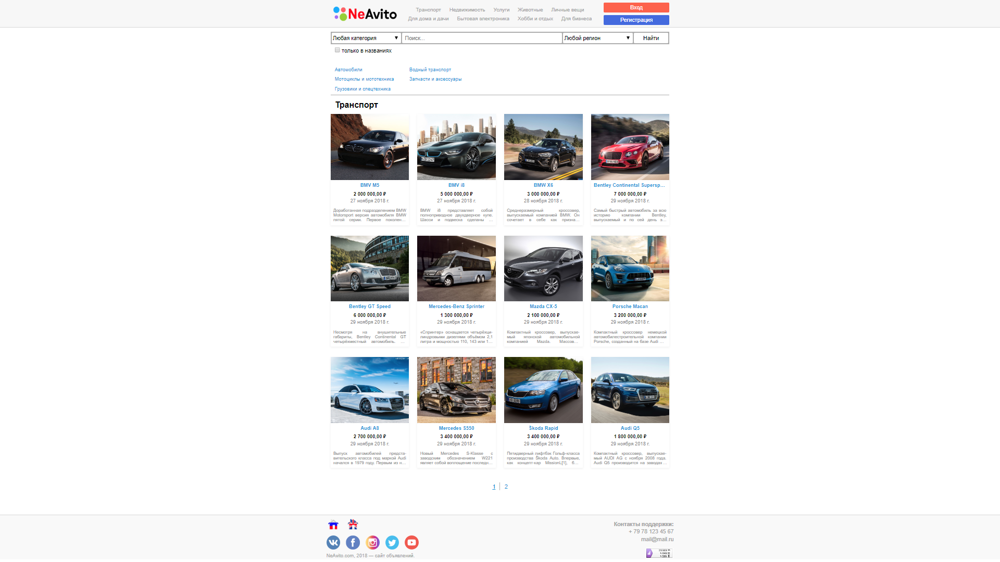 NeAvito
Транспорт Недвижимость Услуги Животные Личные вещи
Для дома и дачи Бытовая электроника Хобби и отдых Для бизнеса
Вход
Регистрация
Любая категория ▼ Поиск... Любой регион ▼ Найти
только в названиях
Автомобили Водный транспорт
Мотоциклы и мототехника Запчасти и аксессуары
Грузовики и спецтехника
Транспорт
BMV M5
2 000 000,00 ₽
27 ноября 2018 г.
Доработанная подразделением BMW
Motorsport версия автомобиля BMW
пятой серии. Первое поколен...
BMV i8
5 000 000,00 ₽
27 ноября 2018 г.
BMW i8 представляет собой
полноприводное двухдверное купе.
Шасси и подвеска сделаны ...
BMW X6
3 000 000,00 ₽
28 ноября 2018 г.
Среднеразмерный кроссовер,
выпускаемый компанией BMW. Он
сочетает в себе как призна...
Bentley Continental Supersp...
7 000 000,00 ₽
29 ноября 2018 г.
Самый быстрый автомобиль за всю
историю компании Bentley,
выпускаемый и по сей день э...
Bentley GT Speed
6 000 000,00 ₽
29 ноября 2018 г.
Несмотря на внушительные
габариты, Bentley Continental GT
четырёхместный автомобиль. ...
Mercedes-Benz Sprinter
1 300 000,00 ₽
29 ноября 2018 г.
«Спринтер» оснащается четырёхци-
линдровыми дизелями объёмом 2,1
литра и мощностью 110, 143 или 1...
Mazda CX-5
2 100 000,00 ₽
29 ноября 2018 г.
Компактный кроссовер, выпускае-
мый японской автомобильной
компанией Mazda. Массов...
Porsche Macan
3 200 000,00 ₽
29 ноября 2018 г.
Компактный кроссовер немецкой
автомобилестроительной компании
Porsche, созданный на базе Audi ...
Audi A8
2 700 000,00 ₽
29 ноября 2018 г.
Выпуск автомобилей предста-
вительского класса под маркой Audi
начался в 1979 году. Первым из н...
Mercedes S550
3 400 000,00 ₽
29 ноября 2018 г.
Новый Mercedes S-Klasse с
заводским обозначением W221
являет собой воплощение последн...
Škoda Rapid
3 400 000,00 ₽
29 ноября 2018 г.
Пятидверный лифтбэк Гольф-класса
производства Škoda Auto. Впервые,
как концепт-кар MissionL[1], б...
Audi Q5
1 800 000,00 ₽
29 ноября 2018 г.
Компактный кроссовер, выпускае-
мый AUDI AG с ноября 2008 года.
Audi Q5 производится на заводах ...
1 2
Контакты поддержки:
+ 79 78 123 45 67
mail@mail.ru
NeAvito.com, 2018 — сайт объявлений.